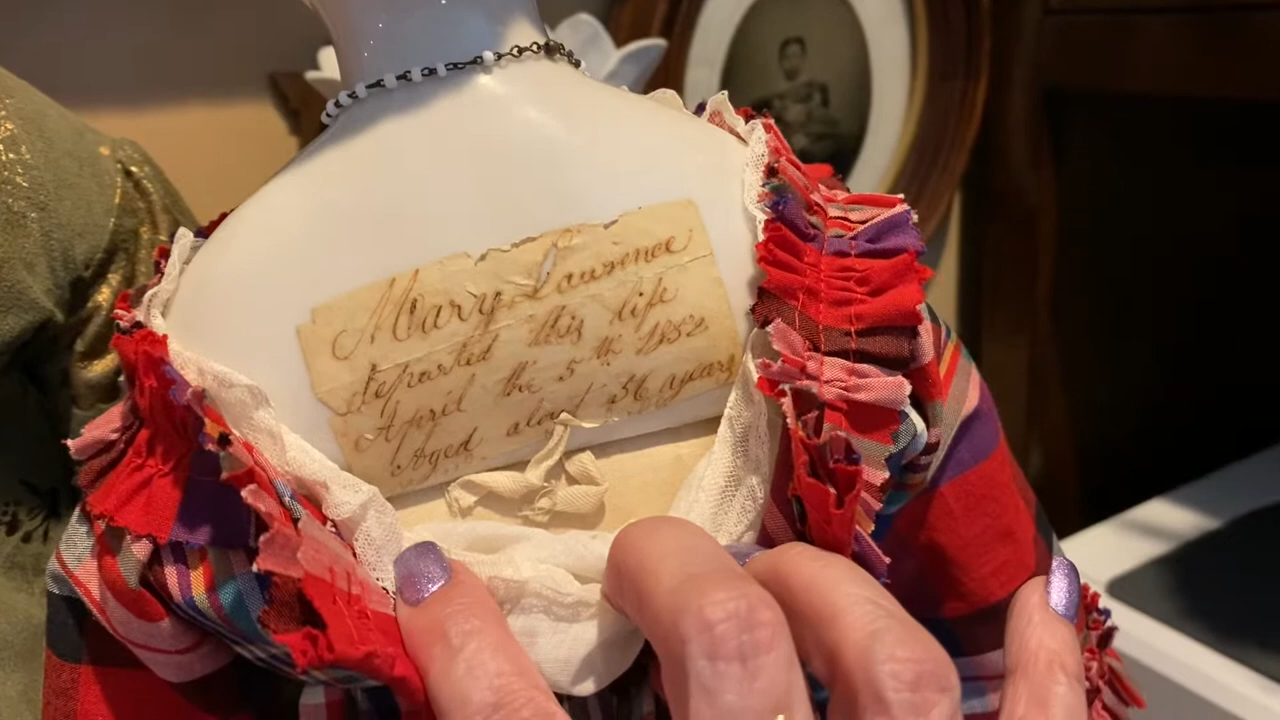 Mary Lawrence
departed this life
April the 5th 1852
Aged about 56 years